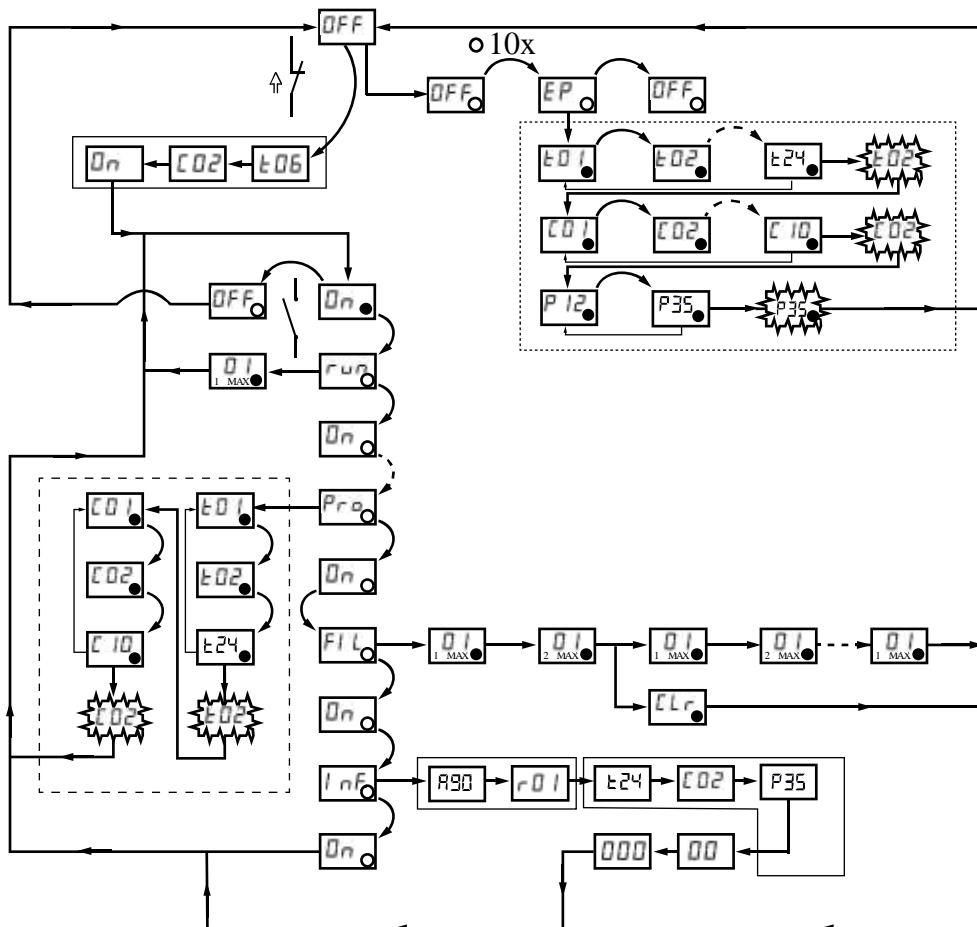 OFF
10x
OFF EP OFF
On C02 t06
t01 t02 t24 t02
C01 C02 C10 C02
OFF On
P12 P35 P35
01 run
1 MAX
On
C01 t01 Pro
C02 t02 On
C10 t24 FIL 01 01 01 01 01
1 MAX 2 MAX 1 MAX 2 MAX 1 MAX
C02 t02 On CLr
InF A90 r01 t24 C02 P35
On 000 00